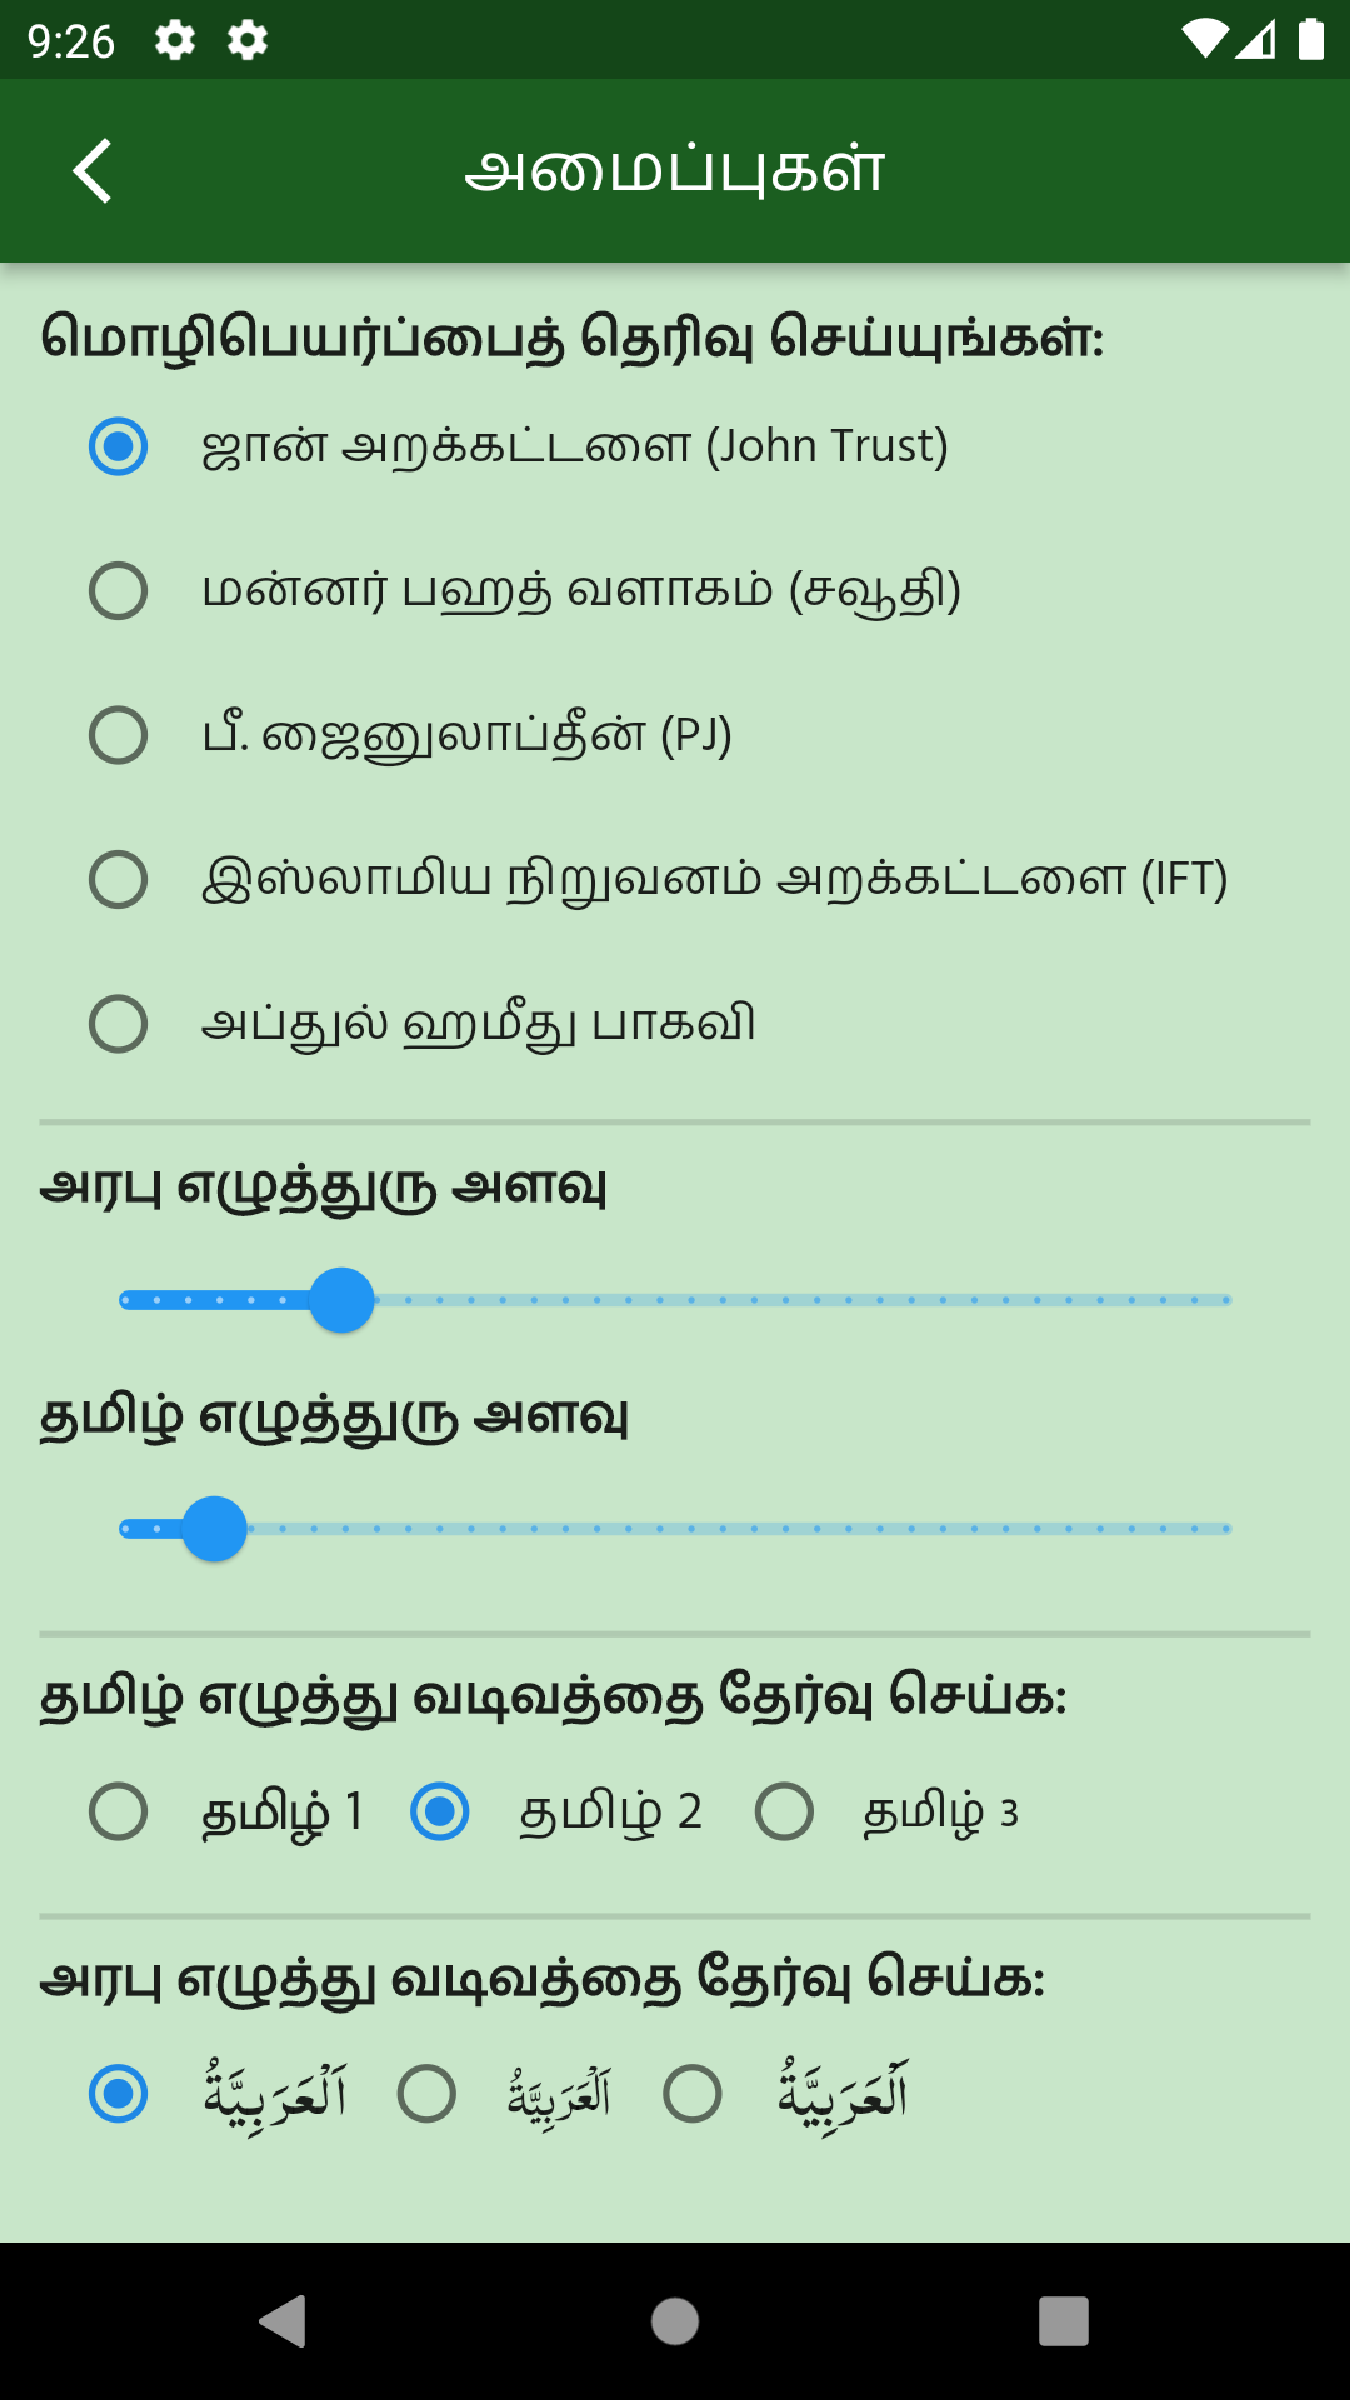 9:26
அமைப்புகள்
மொழிபெயர்ப்பைத் தெரிவு செய்யுங்கள்:
ஜான் அறக்கட்டளை (John Trust)
மன்னர் பஹத் வளாகம் (சவூதி)
பீ. ஜைனுலாப்தீன் (PJ)
இஸ்லாமிய நிறுவனம் அறக்கட்டளை (IFT)
அப்துல் ஹமீது பாகவி
அரபு எழுத்துரு அளவு
தமிழ் எழுத்துரு அளவு
தமிழ் எழுத்து வடிவத்தை தேர்வு செய்க:
தமிழ் 1 தமிழ் 2 தமிழ் 3
அரபு எழுத்து வடிவத்தை தேர்வு செய்க:
اَلْعَرَبِيَّةُ اَلْعَرَبِيَّةُ اَلْعَرَبِيَّةُ